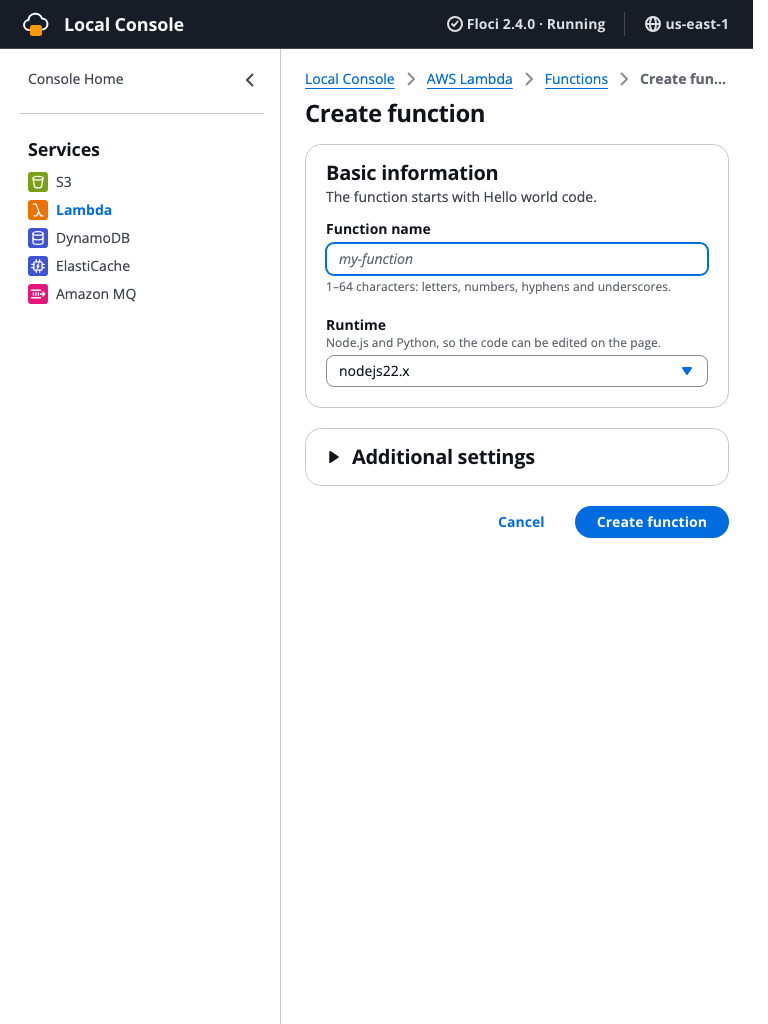 Local Console
Floci 2.4.0 · Running
us-east-1
Console Home
Services
S3
Lambda
DynamoDB
ElastiCache
Amazon MQ
Local Console > AWS Lambda > Functions > Create fun...
Create function
Basic information
The function starts with Hello world code.
Function name
my-function
1–64 characters: letters, numbers, hyphens and underscores.
Runtime
Node.js and Python, so the code can be edited on the page.
nodejs22.x
Additional settings
Cancel
Create function